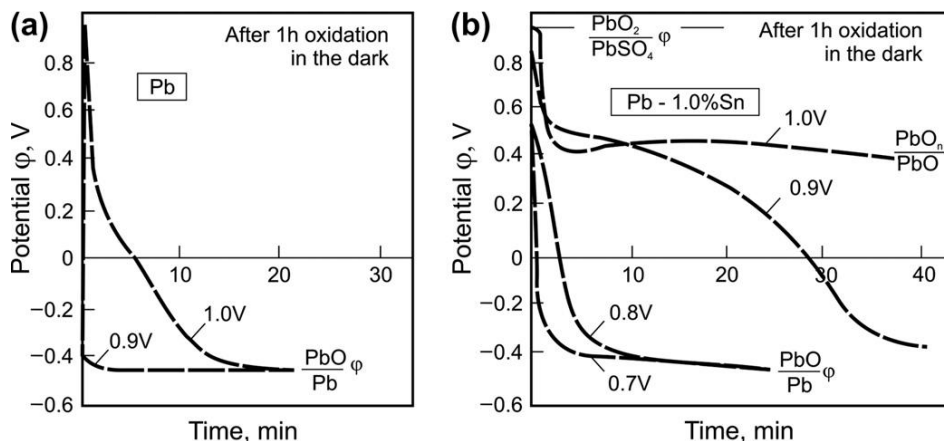 (a)
After 1h oxidation
in the dark
Pb
Potential φ, V
0.8
0.6
0.4
0.2
0
−0.2
−0.4
−0.6
10
20
30
1.0V
0.9V
PbO
Pb
φ
Time, min
(b)
PbO2
PbSO4
φ
After 1h oxidation
in the dark
Pb - 1.0%Sn
Potential φ, V
0.8
0.6
0.4
0.2
0
−0.2
−0.4
−0.6
10
20
30
40
1.0V
PbOn
PbO
0.9V
0.8V
0.7V
PbO
Pb
φ
Time, min